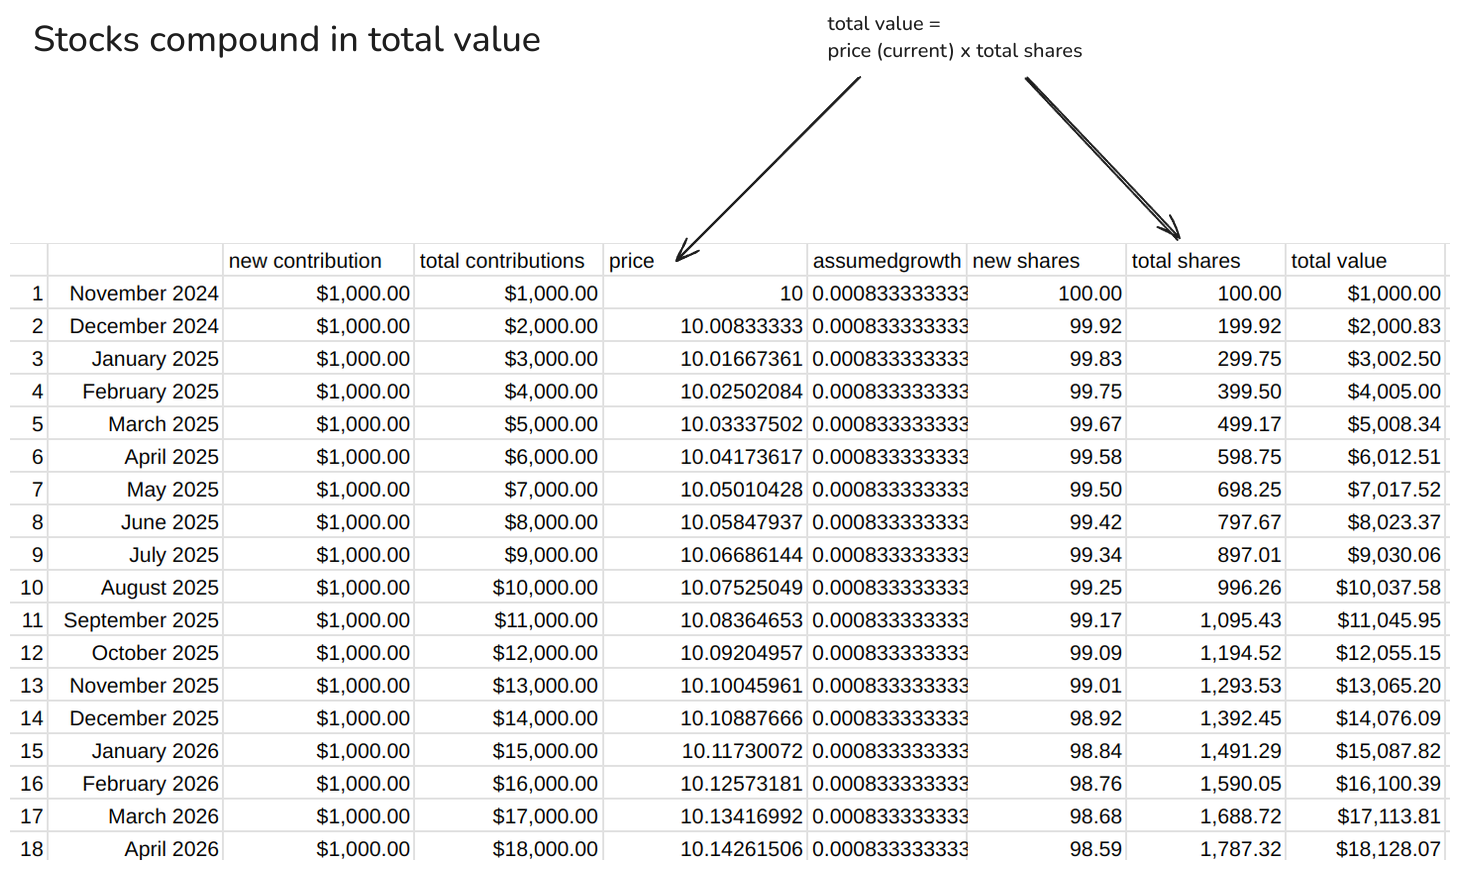 Stocks compound in total value
total value =
price (current) x total shares
new contribution total contributions price assumedgrowth new shares total shares total value
1 November 2024 $1,000.00 $1,000.00 10 0.000833333333 100.00 100.00 $1,000.00
2 December 2024 $1,000.00 $2,000.00 10.00833333 0.000833333333 99.92 199.92 $2,000.83
3 January 2025 $1,000.00 $3,000.00 10.01667361 0.000833333333 99.83 299.75 $3,002.50
4 February 2025 $1,000.00 $4,000.00 10.02502084 0.000833333333 99.75 399.50 $4,005.00
5 March 2025 $1,000.00 $5,000.00 10.03337502 0.000833333333 99.67 499.17 $5,008.34
6 April 2025 $1,000.00 $6,000.00 10.04173617 0.000833333333 99.58 598.75 $6,012.51
7 May 2025 $1,000.00 $7,000.00 10.05010428 0.000833333333 99.50 698.25 $7,017.52
8 June 2025 $1,000.00 $8,000.00 10.05847937 0.000833333333 99.42 797.67 $8,023.37
9 July 2025 $1,000.00 $9,000.00 10.06686144 0.000833333333 99.34 897.01 $9,030.06
10 August 2025 $1,000.00 $10,000.00 10.07525049 0.000833333333 99.25 996.26 $10,037.58
11 September 2025 $1,000.00 $11,000.00 10.08364653 0.000833333333 99.17 1,095.43 $11,045.95
12 October 2025 $1,000.00 $12,000.00 10.09204957 0.000833333333 99.09 1,194.52 $12,055.15
13 November 2025 $1,000.00 $13,000.00 10.10045961 0.000833333333 99.01 1,293.53 $13,065.20
14 December 2025 $1,000.00 $14,000.00 10.10887666 0.000833333333 98.92 1,392.45 $14,076.09
15 January 2026 $1,000.00 $15,000.00 10.11730072 0.000833333333 98.84 1,491.29 $15,087.82
16 February 2026 $1,000.00 $16,000.00 10.12573181 0.000833333333 98.76 1,590.05 $16,100.39
17 March 2026 $1,000.00 $17,000.00 10.13416992 0.000833333333 98.68 1,688.72 $17,113.81
18 April 2026 $1,000.00 $18,000.00 10.14261506 0.000833333333 98.59 1,787.32 $18,128.07